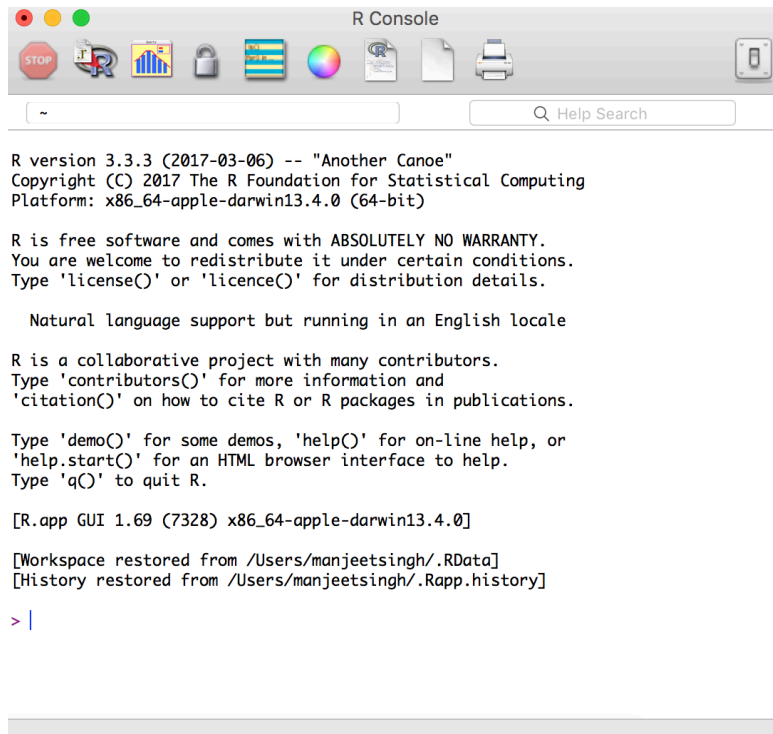 R Console
STOP
~
Help Search
R version 3.3.3 (2017-03-06) -- "Another Canoe"
Copyright (C) 2017 The R Foundation for Statistical Computing
Platform: x86_64-apple-darwin13.4.0 (64-bit)
R is free software and comes with ABSOLUTELY NO WARRANTY.
You are welcome to redistribute it under certain conditions.
Type 'license()' or 'licence()' for distribution details.
Natural language support but running in an English locale
R is a collaborative project with many contributors.
Type 'contributors()' for more information and
'citation()' on how to cite R or R packages in publications.
Type 'demo()' for some demos, 'help()' for on-line help, or
'help.start()' for an HTML browser interface to help.
Type 'q()' to quit R.
[R.app GUI 1.69 (7328) x86_64-apple-darwin13.4.0]
[Workspace restored from /Users/manjeetsingh/.RData]
[History restored from /Users/manjeetsingh/.Rapp.history]
>